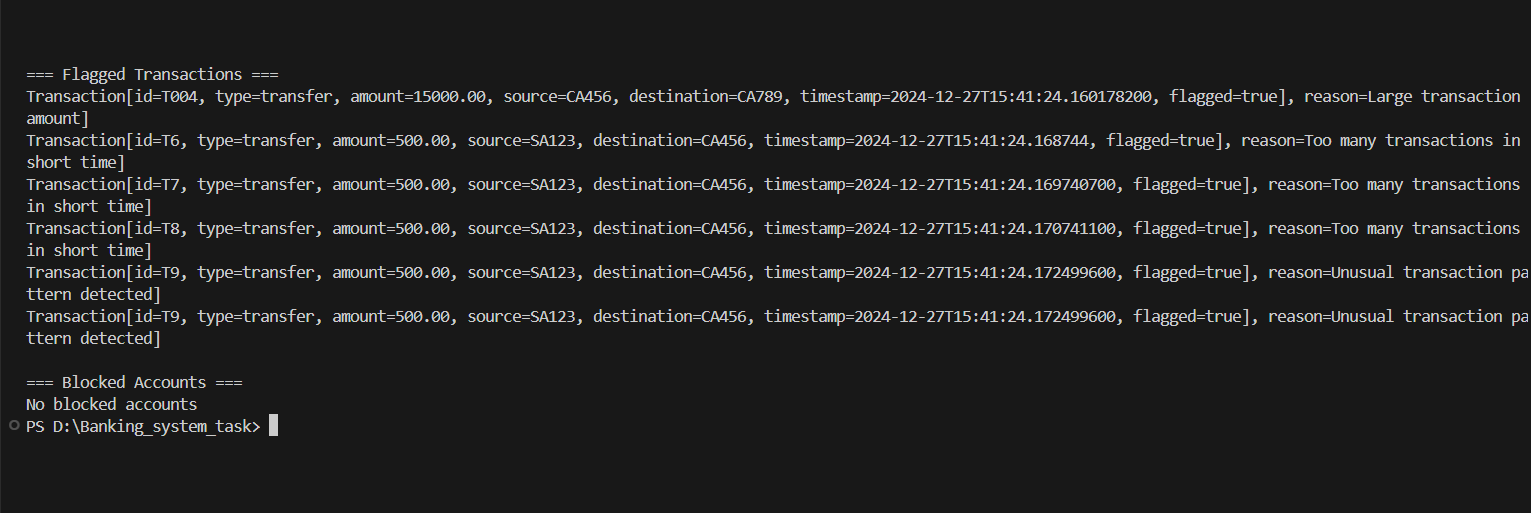 === Flagged Transactions ===
Transaction[id=T004, type=transfer, amount=15000.00, source=CA456, destination=CA789, timestamp=2024-12-27T15:41:24.160178200, flagged=true], reason=Large transaction
amount]
Transaction[id=T6, type=transfer, amount=500.00, source=SA123, destination=CA456, timestamp=2024-12-27T15:41:24.168744, flagged=true], reason=Too many transactions in
short time]
Transaction[id=T7, type=transfer, amount=500.00, source=SA123, destination=CA456, timestamp=2024-12-27T15:41:24.169740700, flagged=true], reason=Too many transactions
in short time]
Transaction[id=T8, type=transfer, amount=500.00, source=SA123, destination=CA456, timestamp=2024-12-27T15:41:24.170741100, flagged=true], reason=Too many transactions
in short time]
Transaction[id=T9, type=transfer, amount=500.00, source=SA123, destination=CA456, timestamp=2024-12-27T15:41:24.172499600, flagged=true], reason=Unusual transaction pa
ttern detected]
Transaction[id=T9, type=transfer, amount=500.00, source=SA123, destination=CA456, timestamp=2024-12-27T15:41:24.172499600, flagged=true], reason=Unusual transaction pa
ttern detected]
=== Blocked Accounts ===
No blocked accounts
PS D:\Banking_system_task>